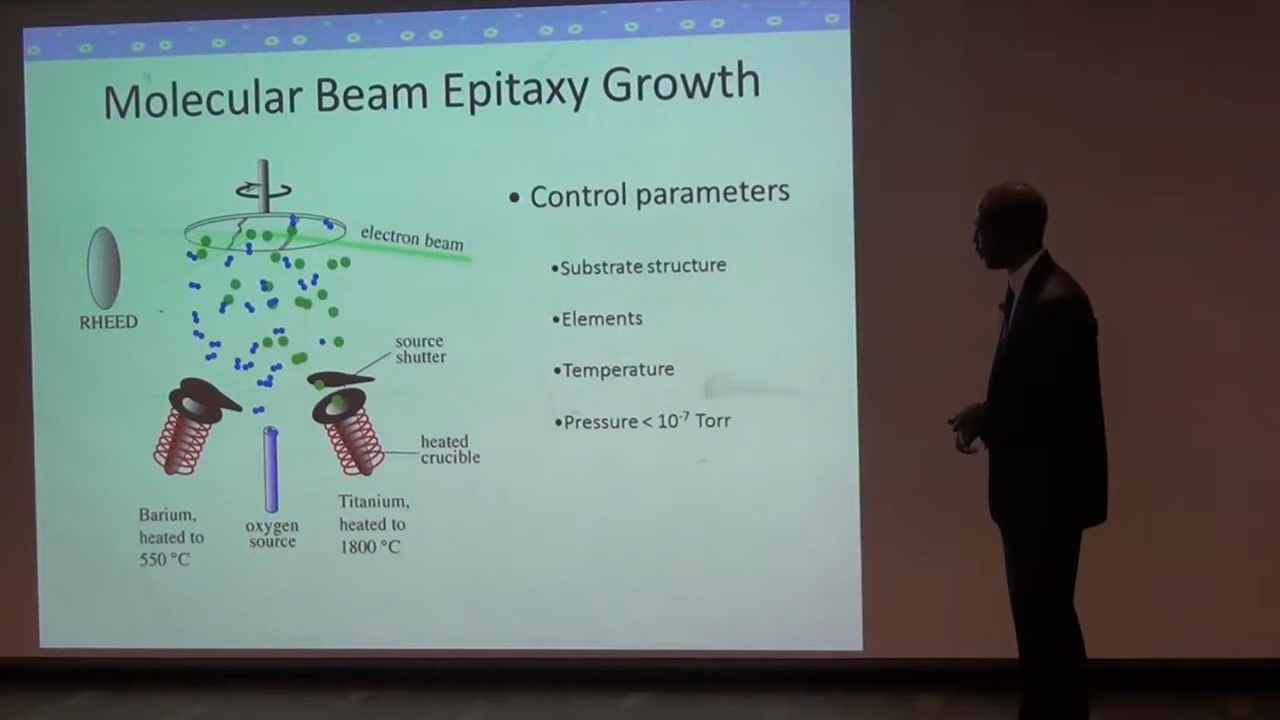 Molecular Beam Epitaxy Growth
electron beam
RHEED
source
shutter
heated
crucible
Barium,
heated to
550 °C
oxygen
source
Titanium,
heated to
1800 °C
• Control parameters
•Substrate structure
•Elements
•Temperature
•Pressure < 10⁻⁷ Torr